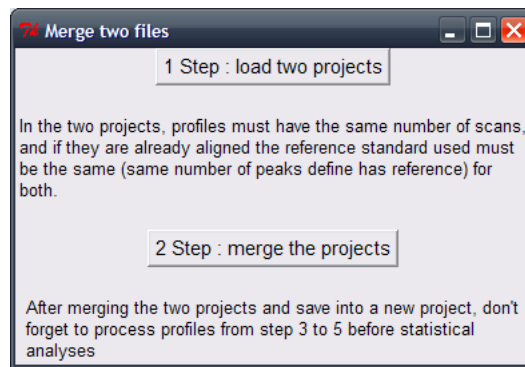 Merge two files
1 Step : load two projects
In the two projects, profiles must have the same number of scans,
and if they are already aligned the reference standard used must
be the same (same number of peaks define has reference) for
both.
2 Step : merge the projects
After merging the two projects and save into a new project, don't
forget to process profiles from step 3 to 5 before statistical
analyses